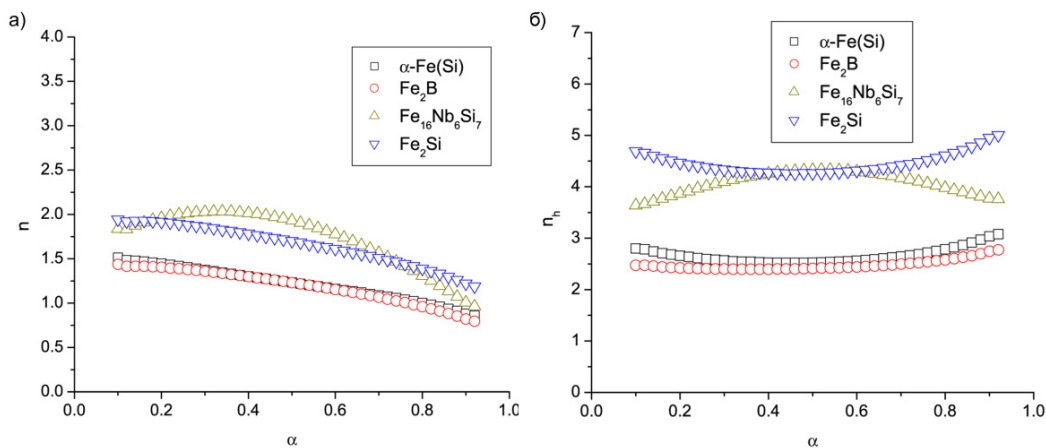 а)
4.0
3.5
3.0
2.5
2.0
1.5
1.0
0.5
0.0
n
α-Fe(Si)
Fe₂B
Fe₁₆Nb₆Si₇
Fe₂Si
0.0 0.2 0.4 0.6 0.8 1.0
α
б)
7
6
5
4
3
2
1
0
nₕ
α-Fe(Si)
Fe₂B
Fe₁₆Nb₆Si₇
Fe₂Si
0.0 0.2 0.4 0.6 0.8 1.0
α